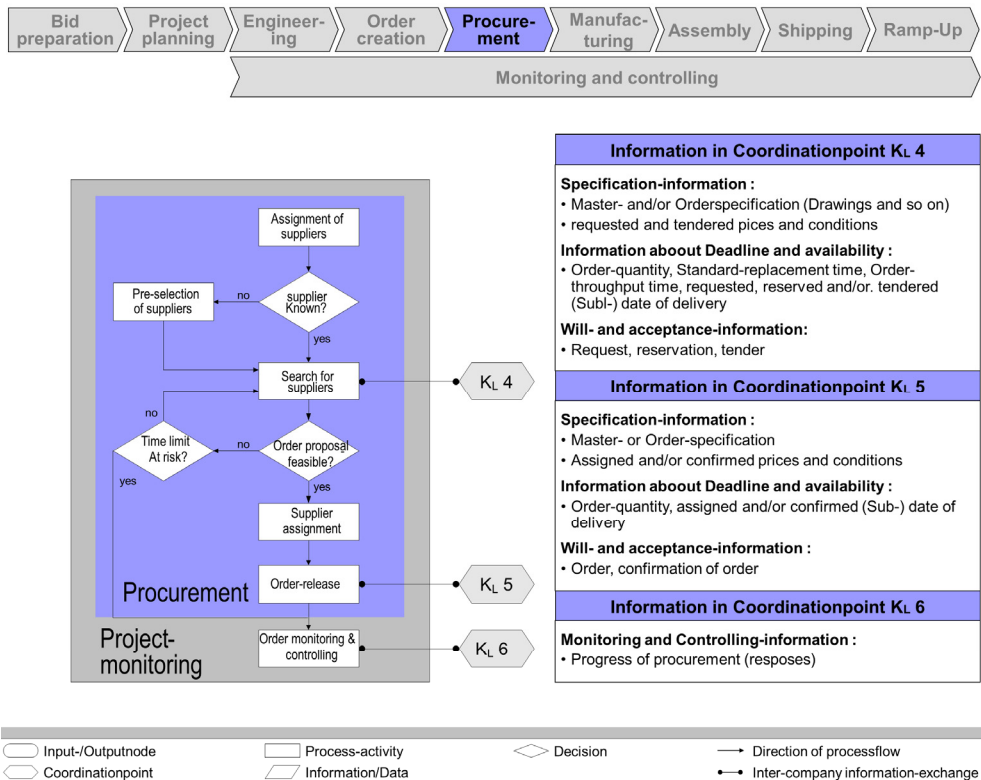 Bid
preparation
Project
planning
Engineer-
ing
Order
creation
Procure-
ment
Manufac-
turing
Assembly
Shipping
Ramp-Up
Monitoring and controlling
Assignment of
suppliers
supplier
Known?
no
yes
Pre-selection
of suppliers
Search for
suppliers
KL 4
no
Time limit
At risk?
no
Order proposal
feasible?
yes
yes
Supplier
assignment
Order-release
KL 5
Procurement
Order monitoring &
controlling
KL 6
Project-
monitoring
Information in Coordinationpoint KL 4
Specification-information :
• Master- and/or Orderspecification (Drawings and so on)
• requested and tendered pices and conditions
Information abouut Deadline and availability :
• Order-quantity, Standard-replacement time, Order-
throughput time, requested, reserved and/or. tendered
(Subl-) date of delivery
Will- and acceptance-information:
• Request, reservation, tender
Information in Coordinationpoint KL 5
Specification-information :
• Master- or Order-specification
• Assigned and/or confirmed prices and conditions
Information abouut Deadline and availability :
• Order-quantity, assigned and/or confirmed (Sub-) date of
delivery
Will- and acceptance-information :
• Order, confirmation of order
Information in Coordinationpoint KL 6
Monitoring and Controlling-information :
• Progress of procurement (resposes)
Input-/Outputnode
Process-activity
Decision
Direction of processflow
Coordinationpoint
Information/Data
Inter-company information-exchange